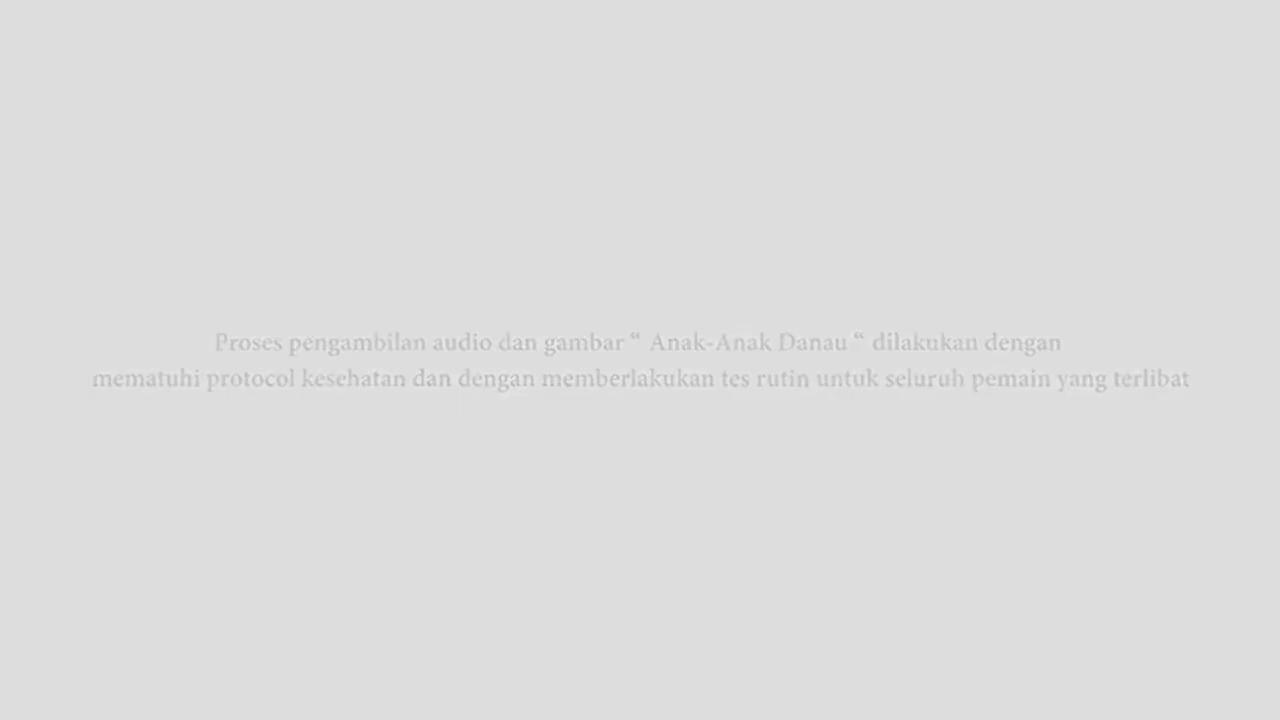 Proses pengambilan audio dan gambar “ Anak-Anak Danau “ dilakukan dengan
mematuhi protocol kesehatan dan dengan memberlakukan tes rutin untuk seluruh pemain yang terlibat